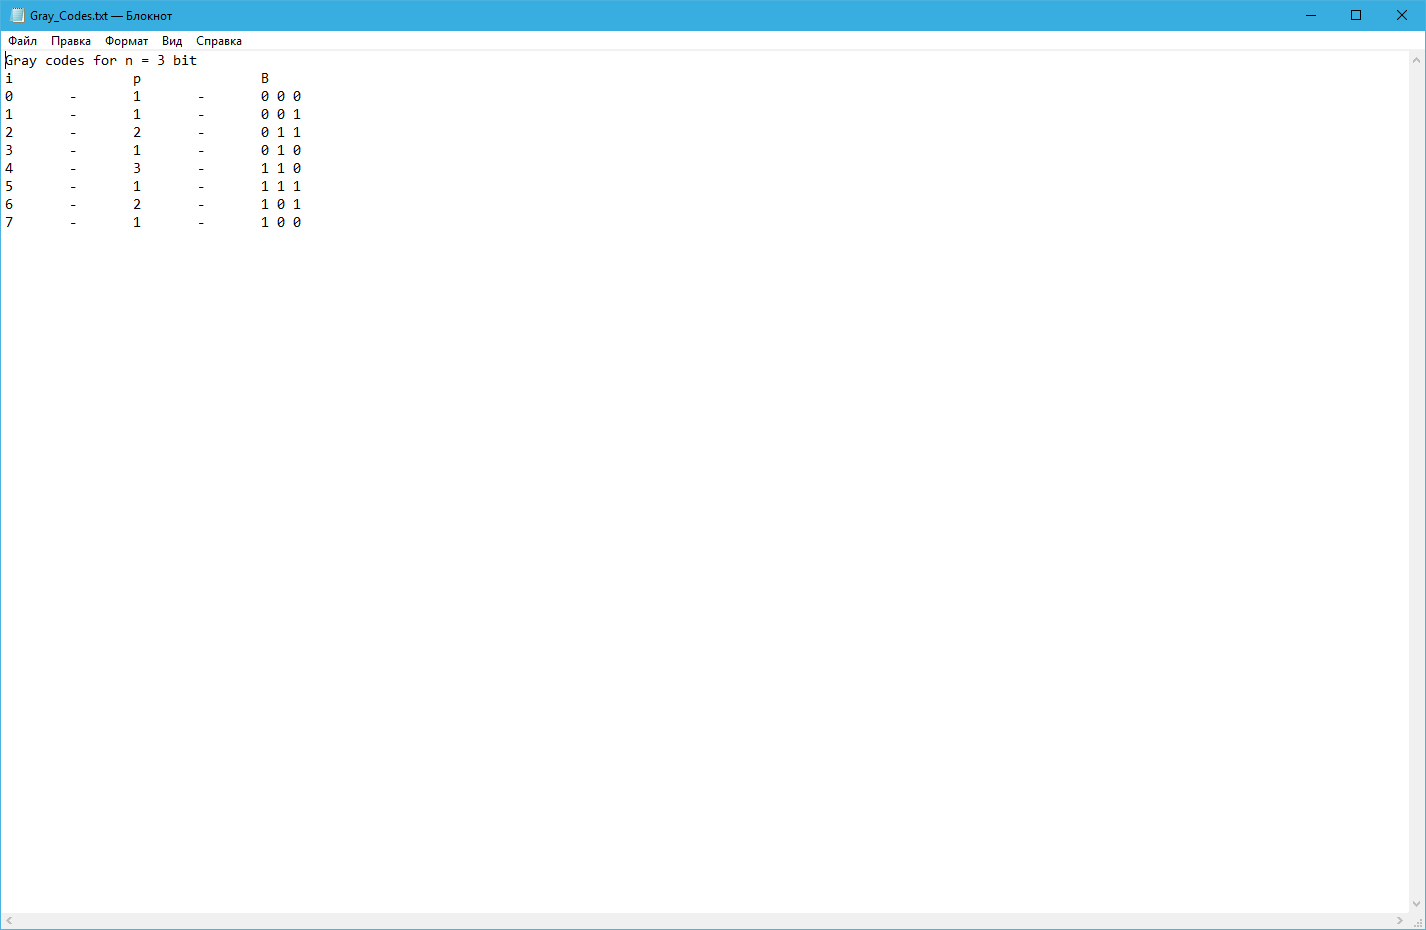 Gray_Codes.txt — Блокнот
Файл Правка Формат Вид Справка
Gray codes for n = 3 bit
i p B
0 - 1 - 0 0 0
1 - 1 - 0 0 1
2 - 2 - 0 1 1
3 - 1 - 0 1 0
4 - 3 - 1 1 0
5 - 1 - 1 1 1
6 - 2 - 1 0 1
7 - 1 - 1 0 0